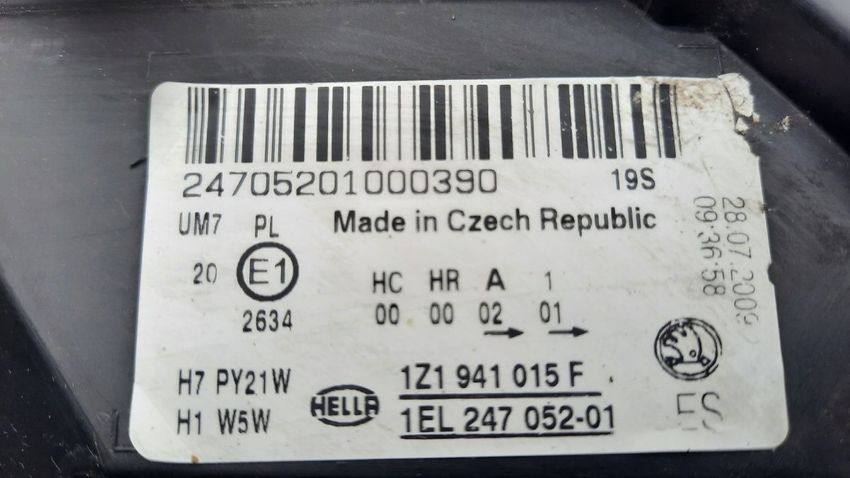 24705201000390 19S
UM7 PL Made in Czech Republic
20 E1 HC HR A 1
2634 00 00 02 01
H7 PY21W 1Z1 941 015 F
H1 W5W HELLA 1EL 247 052-01
28.07.2009
09:36:58
ES